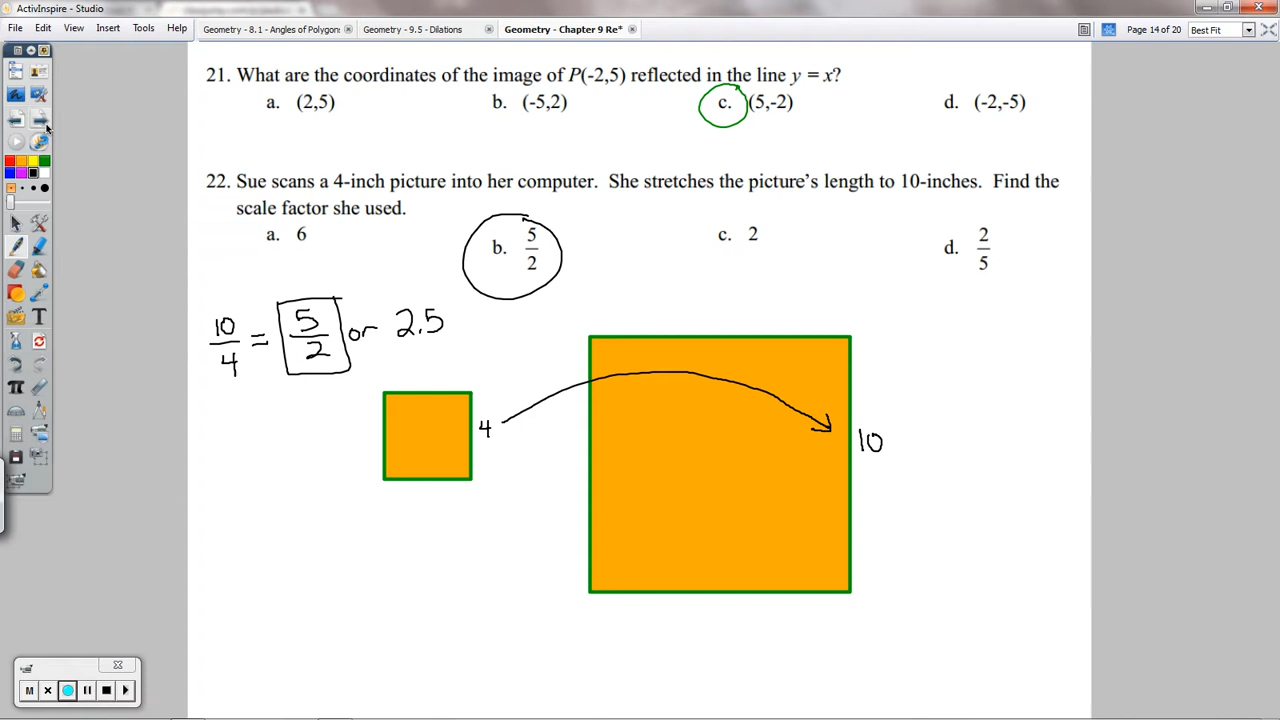 ActivInspire - Studio
File Edit View Insert Tools Help
Geometry - 8.1 - Angles of Polygons
Geometry - 9.5 - Dilations
Geometry - Chapter 9 Re*
Page 14 of 20
Best Fit
21. What are the coordinates of the image of P(-2,5) reflected in the line y = x?
a. (2,5) b. (-5,2) c. (5,-2) d. (-2,-5)
22. Sue scans a 4-inch picture into her computer. She stretches the picture's length to 10-inches. Find the
scale factor she used.
a. 6 b. 5/2 c. 2 d. 2/5
10/4 = 5/2 or 2.5
4
10
M